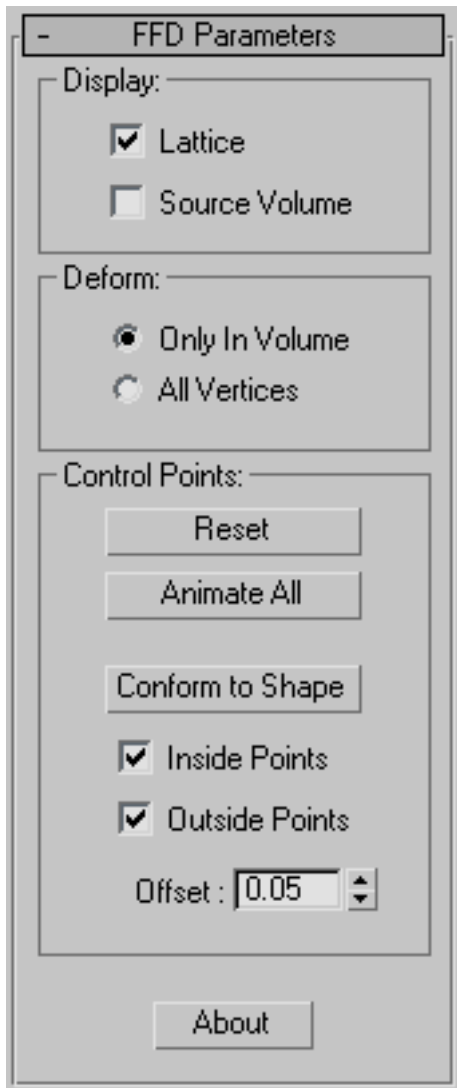 - FFD Parameters
Display:
Lattice
Source Volume
Deform:
Only In Volume
All Vertices
Control Points:
Reset
Animate All
Conform to Shape
Inside Points
Outside Points
Offset : 0.05
About